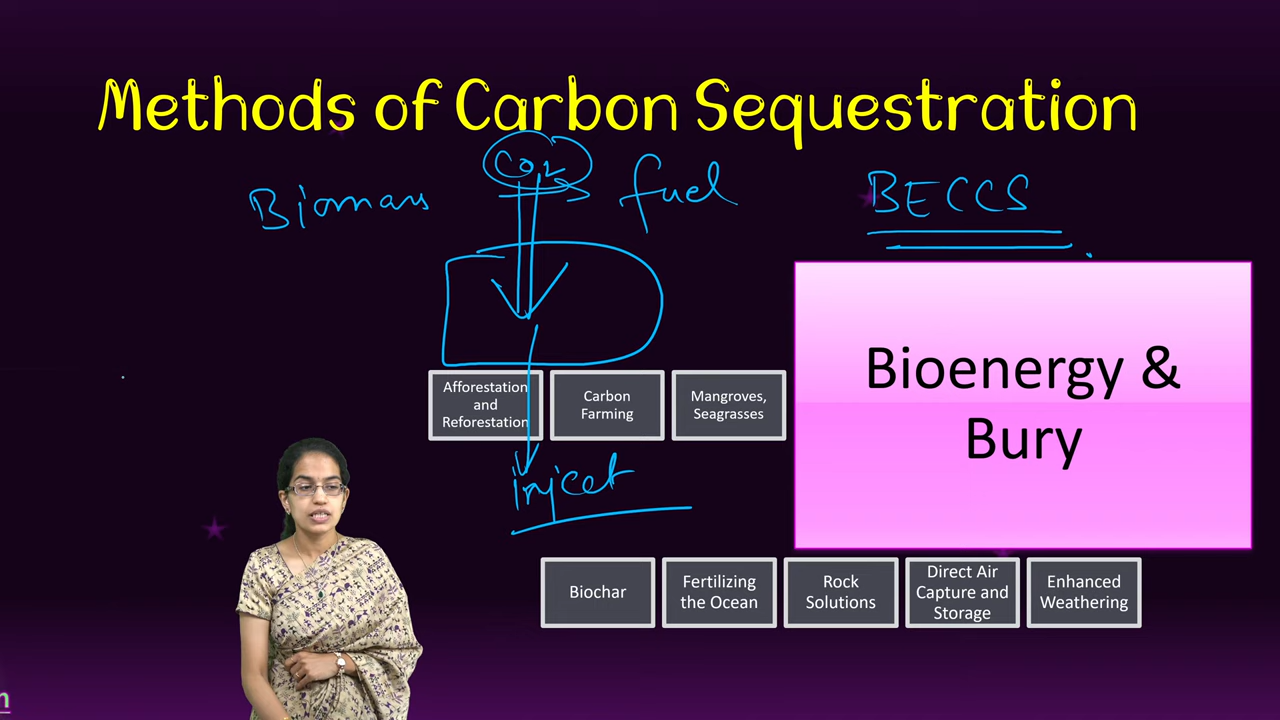 Methods of Carbon Sequestration
CO2
Biomass
fuel
BECCS
Bioenergy &
Bury
Afforestation
and
Reforestation
Carbon
Farming
Mangroves,
Seagrasses
inject
Biochar
Fertilizing
the Ocean
Rock
Solutions
Direct Air
Capture and
Storage
Enhanced
Weathering
n